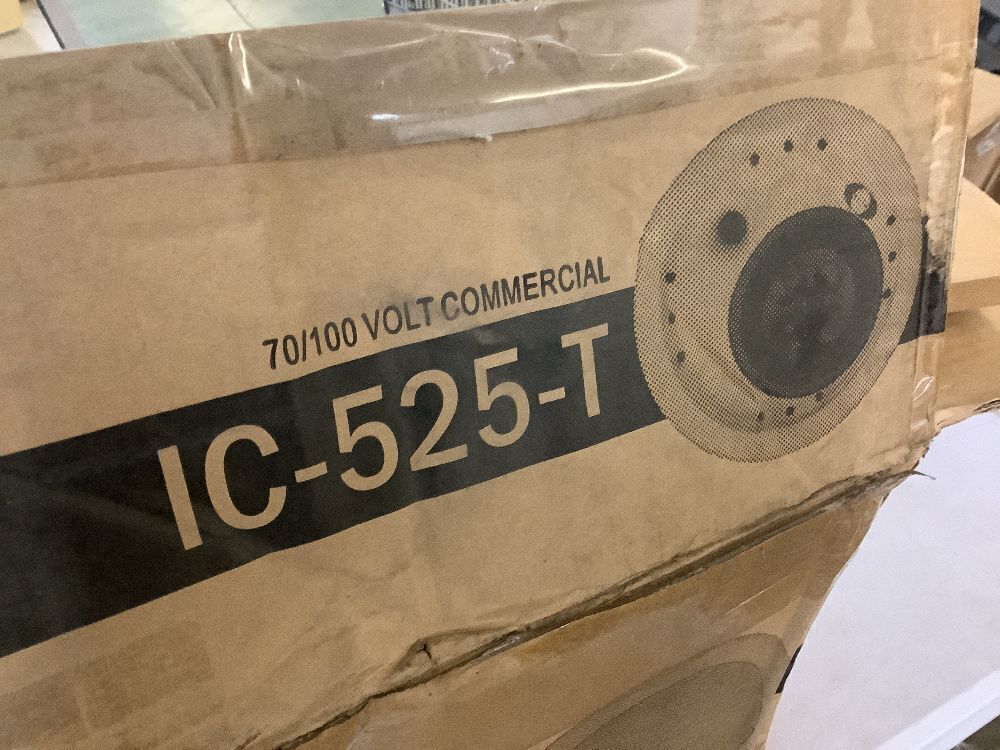 70/100 VOLT COMMERCIAL
IC-525-T